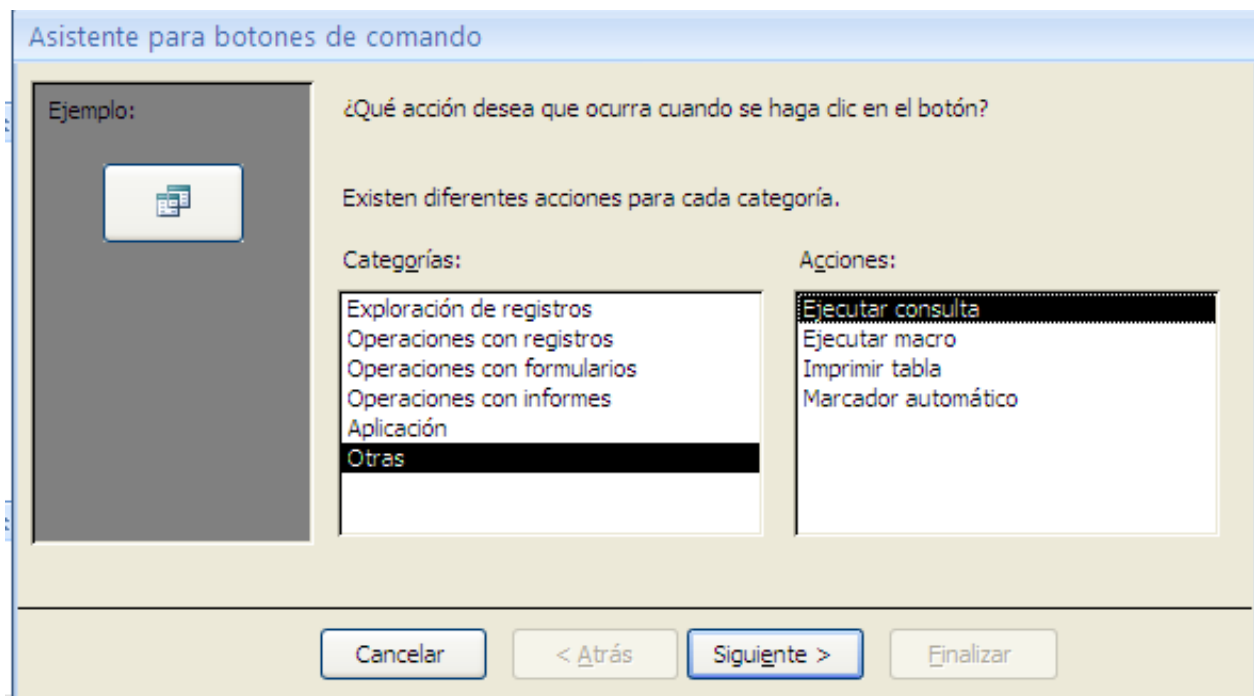 Asistente para botones de comando
Ejemplo:
¿Qué acción desea que ocurra cuando se haga clic en el botón?
Existen diferentes acciones para cada categoría.
Categorías:
Exploración de registros
Operaciones con registros
Operaciones con formularios
Operaciones con informes
Aplicación
Otras
Acciones:
Ejecutar consulta
Ejecutar macro
Imprimir tabla
Marcador automático
Cancelar
< Atrás
Siguiente >
Finalizar